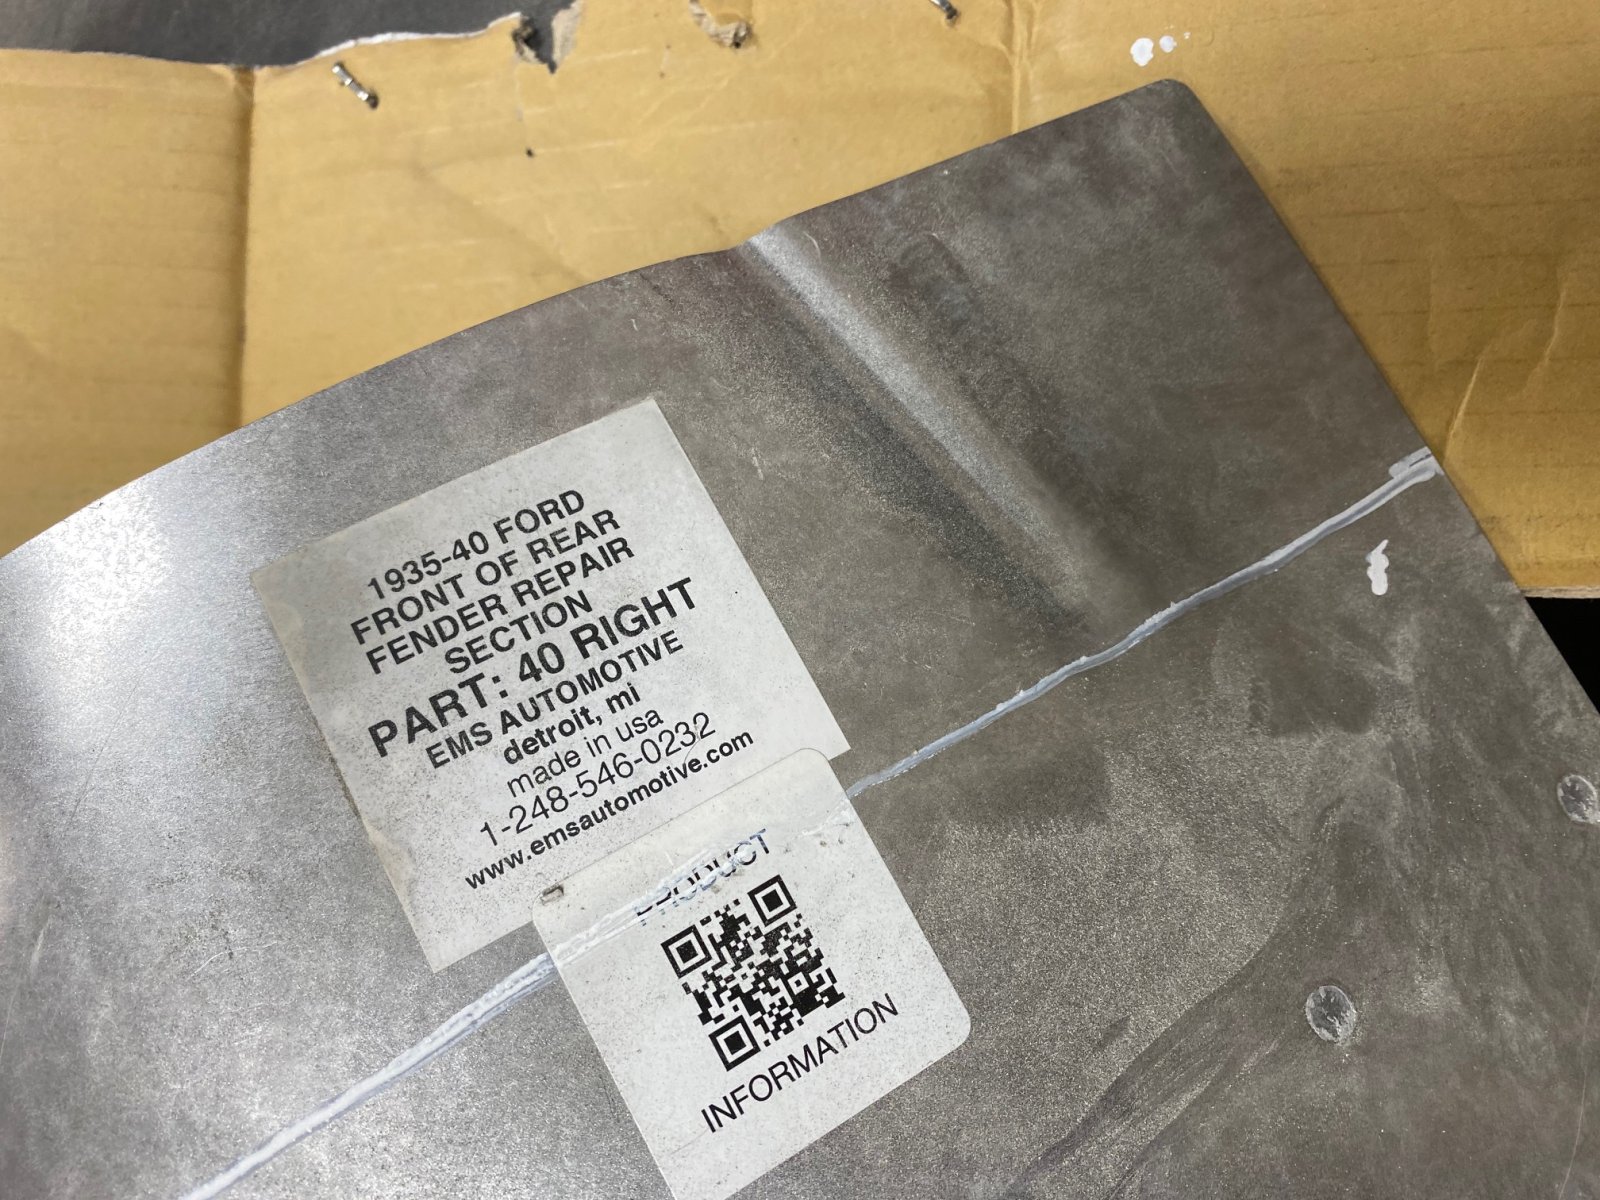 1935-40 FORD
FRONT OF REAR
FENDER REPAIR
SECTION
PART: 40 RIGHT
EMS AUTOMOTIVE
detroit, mi
made in usa
1-248-546-0232
www.emsautomotive.com
PRODUCT
INFORMATION